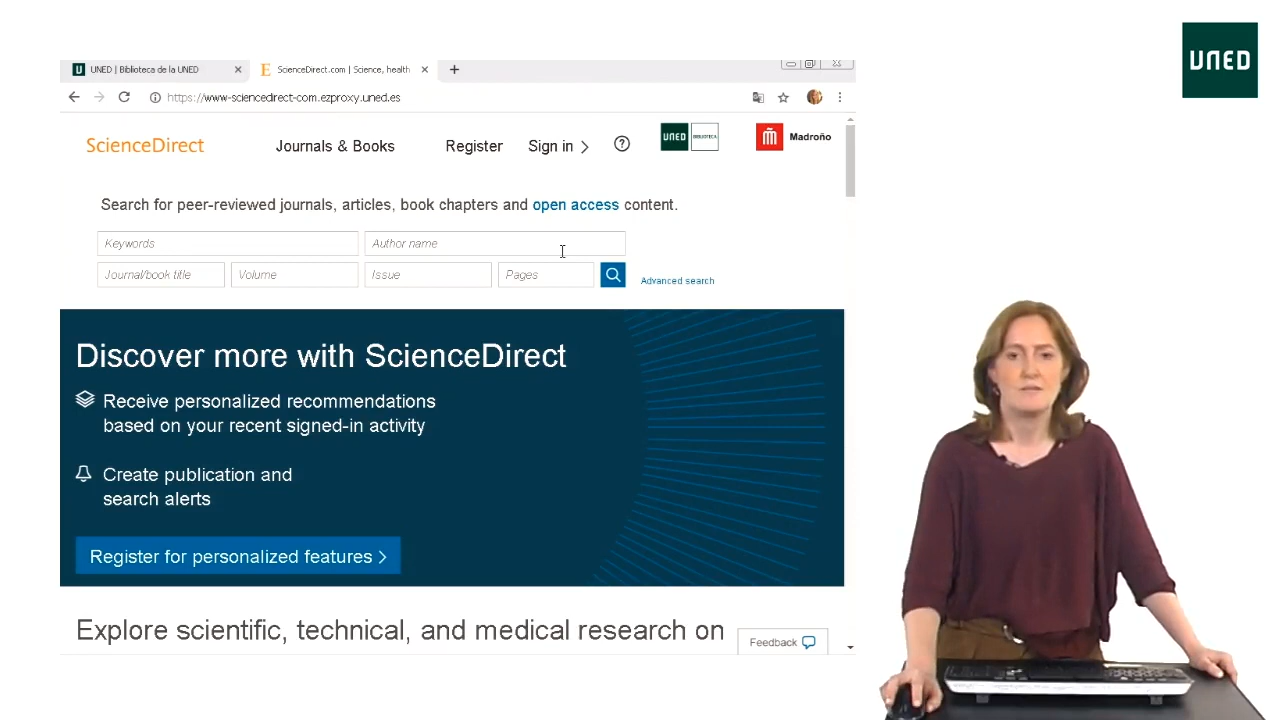 UNED
UNED | Biblioteca de la UNED
ScienceDirect.com | Science, health
https://www-sciencedirect-com.ezproxy.uned.es
ScienceDirect
Journals & Books
Register
Sign in
UNED
BIBLIOTECA
Madroño
Search for peer-reviewed journals, articles, book chapters and open access content.
Keywords
Author name
Journal/book title
Volume
Issue
Pages
Advanced search
Discover more with ScienceDirect
Receive personalized recommendations
based on your recent signed-in activity
Create publication and
search alerts
Register for personalized features
Explore scientific, technical, and medical research on
Feedback